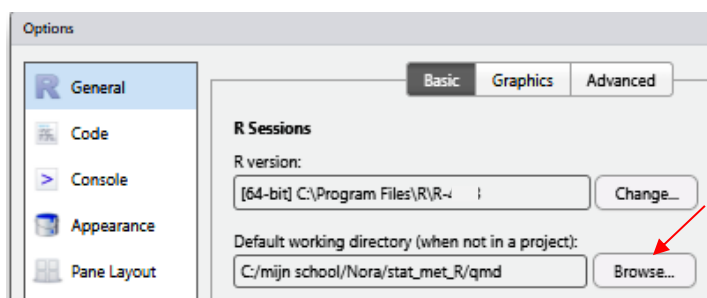 Options
General
Code
Console
Appearance
Pane Layout
Basic Graphics Advanced
R Sessions
R version:
[64-bit] C:\Program Files\R\R-
Change...
Default working directory (when not in a project):
C:/mijn school/Nora/stat_met_R/qmd
Browse...